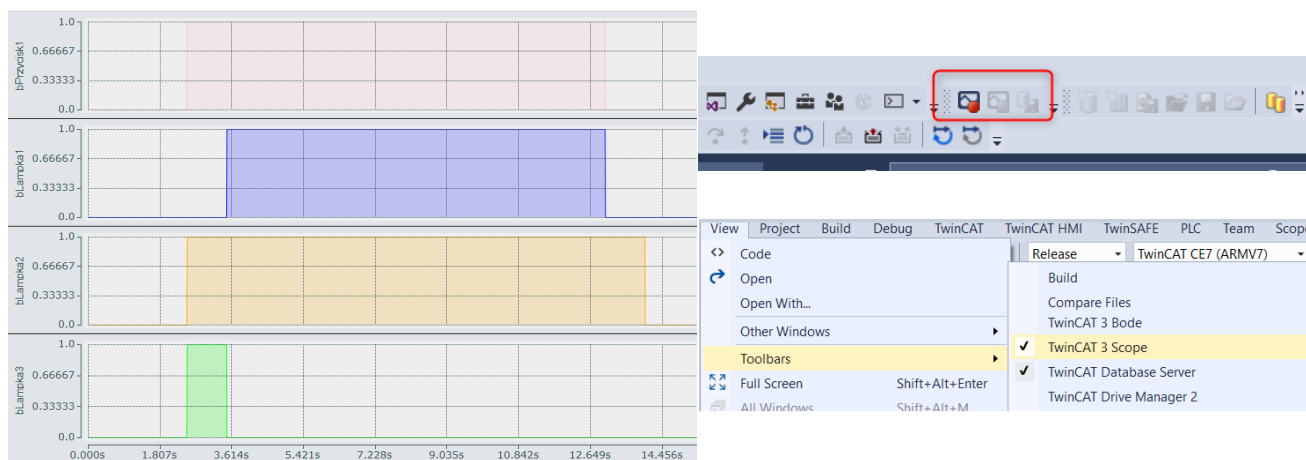 1.0
0.66667
bPrzycisk1
0.33333
0.0
1.0
0.66667
bLampka1
0.33333
0.0
1.0
0.66667
bLampka2
0.33333
0.0
1.0
0.66667
bLampka3
0.33333
0.0
0.000s 1.807s 3.614s 5.421s 7.228s 9.035s 10.842s 12.649s 14.456s
View Project Build Debug TwinCAT TwinCAT HMI TwinSAFE PLC Team Scop
Code
Release TwinCAT CE7 (ARMV7)
Open
Build
Open With...
Compare Files
TwinCAT 3 Bode
Other Windows
TwinCAT 3 Scope
Toolbars
TwinCAT Database Server
Full Screen Shift+Alt+Enter
TwinCAT Drive Manager 2
All Windows Shift+Alt+M